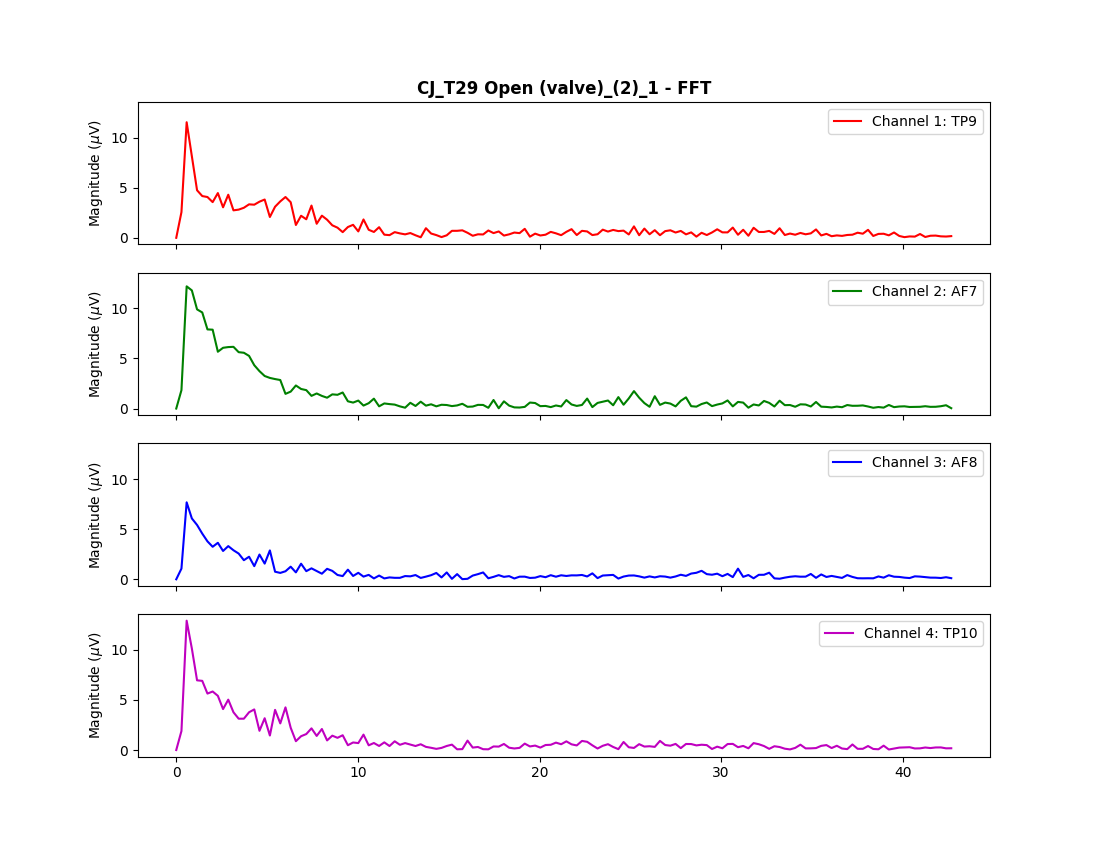 CJ_T29 Open (valve)_(2)_1 - FFT
Magnitude (μV)
10
5
0
Channel 1: TP9
Magnitude (μV)
10
5
0
Channel 2: AF7
Magnitude (μV)
10
5
0
Channel 3: AF8
Magnitude (μV)
10
5
0
Channel 4: TP10
0 10 20 30 40